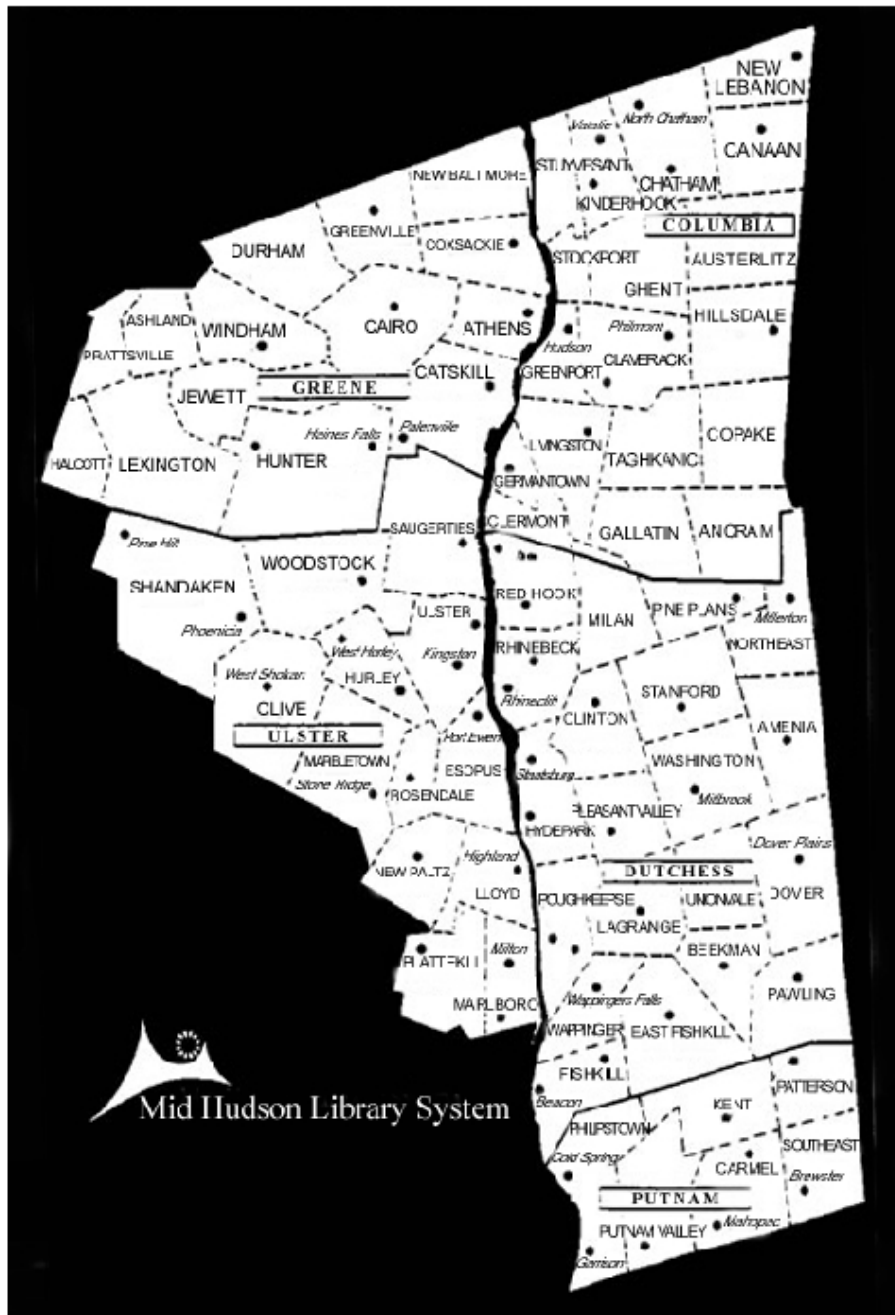 NEW
LEBANON
Valatie
North Chatham
CANAAN
STUYVESANT
NEW BALTIMORE
CHATHAM
KINDERHOOK
COLUMBIA
GREENVILLE
DURHAM
COXSACKIE
STOCKPORT
AUSTERLITZ
GHENT
ASHLAND
WINDHAM
CAIRO
ATHENS
Philmont
HILLSDALE
PRATTSVILLE
Hudson
GREENPORT
CLAVERACK
CATSKILL
GREENE
JEWETT
Palenville
Haines Falls
LIVINGSTON
COPAKE
HALCOTT
LEXINGTON
HUNTER
TAGHKANIC
GERMANTOWN
SAUGERTIES
CLERMONT
GALLATIN
ANCRAM
Pine Hill
WOODSTOCK
SHANDAKEN
RED HOOK
ULSTER
MILAN
PINE PLANS
Millerton
Phoenicia
West Hurley
Kingston
RHINEBECK
NORTHEAST
West Shokan
HURLEY
STANFORD
Rhinecliff
CLIVE
CLINTON
ULSTER
Port Ewen
AMENIA
MARBLETOWN
ESOPUS
Staatsburg
WASHINGTON
Stone Ridge
ROSENDALE
Millbrook
PLEASANT VALLEY
HYDEPARK
Dover Plains
NEW PALTZ
Highland
DUTCHESS
LLOYD
POUGHKEEPSE
UNIONVALE
DOVER
LAGRANGE
BEEKMAN
PLATTEKILL
Milton
PAWLING
MARLBORO
Wappingers Falls
WAPPINGER
EAST FISHKILL
FISHKILL
PATTERSON
Beacon
KENT
Mid Hudson Library System
PHILIPSTOWN
SOUTHEAST
Cold Spring
CARMEL
Brewster
PUTNAM
Mahopac
PUTNAM VALLEY
Garrison